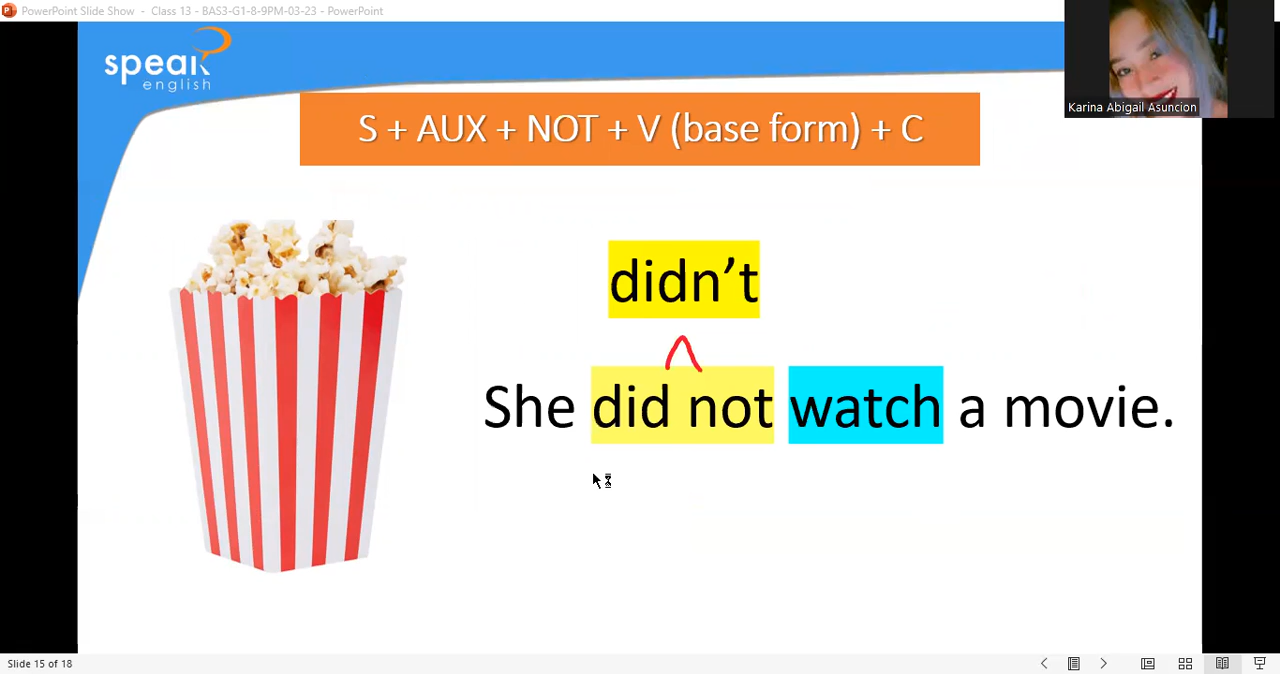 PowerPoint Slide Show - Class 13 - BAS3-G1-8-9PM-03-23 - PowerPoint
speak
english
Karina Abigail Asuncion
S + AUX + NOT + V (base form) + C
didn't
She did not watch a movie.
Slide 15 of 18